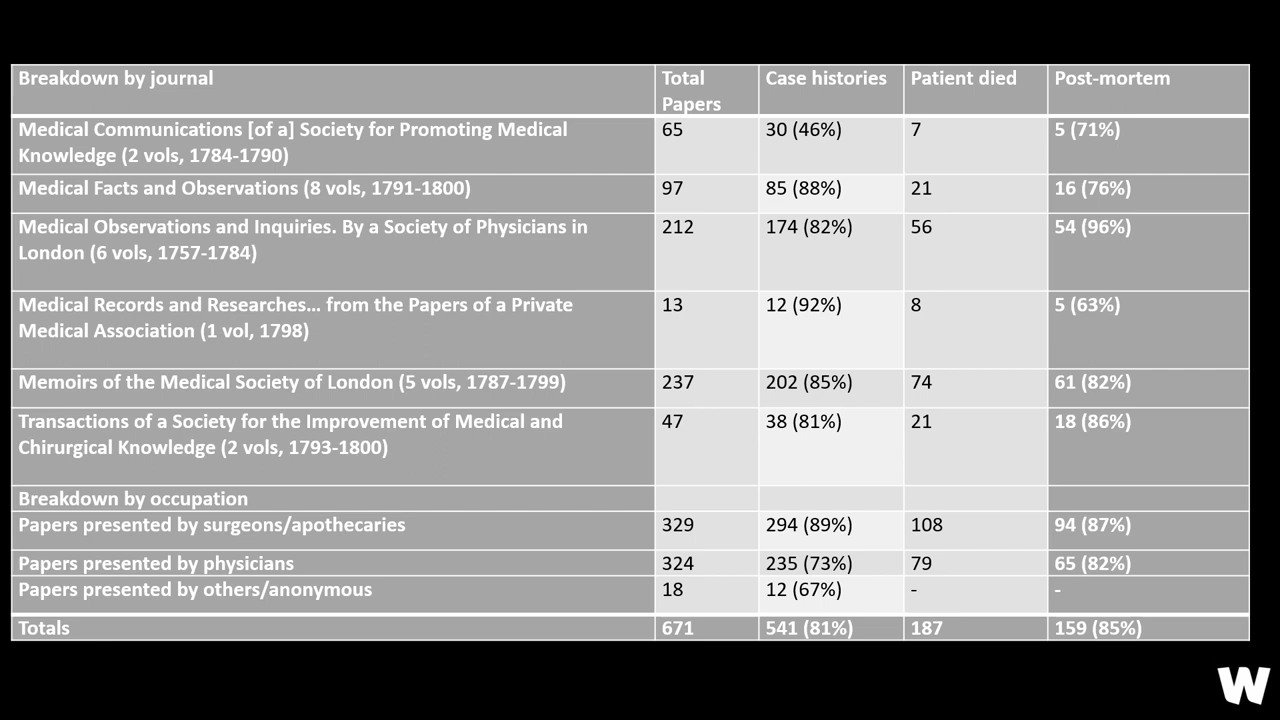 Breakdown by journal Total Papers Case histories Patient died Post-mortem
Medical Communications [of a] Society for Promoting Medical Knowledge (2 vols, 1784-1790) 65 30 (46%) 7 5 (71%)
Medical Facts and Observations (8 vols, 1791-1800) 97 85 (88%) 21 16 (76%)
Medical Observations and Inquiries. By a Society of Physicians in London (6 vols, 1757-1784) 212 174 (82%) 56 54 (96%)
Medical Records and Researches... from the Papers of a Private Medical Association (1 vol, 1798) 13 12 (92%) 8 5 (63%)
Memoirs of the Medical Society of London (5 vols, 1787-1799) 237 202 (85%) 74 61 (82%)
Transactions of a Society for the Improvement of Medical and Chirurgical Knowledge (2 vols, 1793-1800) 47 38 (81%) 21 18 (86%)
Breakdown by occupation
Papers presented by surgeons/apothecaries 329 294 (89%) 108 94 (87%)
Papers presented by physicians 324 235 (73%) 79 65 (82%)
Papers presented by others/anonymous 18 12 (67%) - -
Totals 671 541 (81%) 187 159 (85%)
W